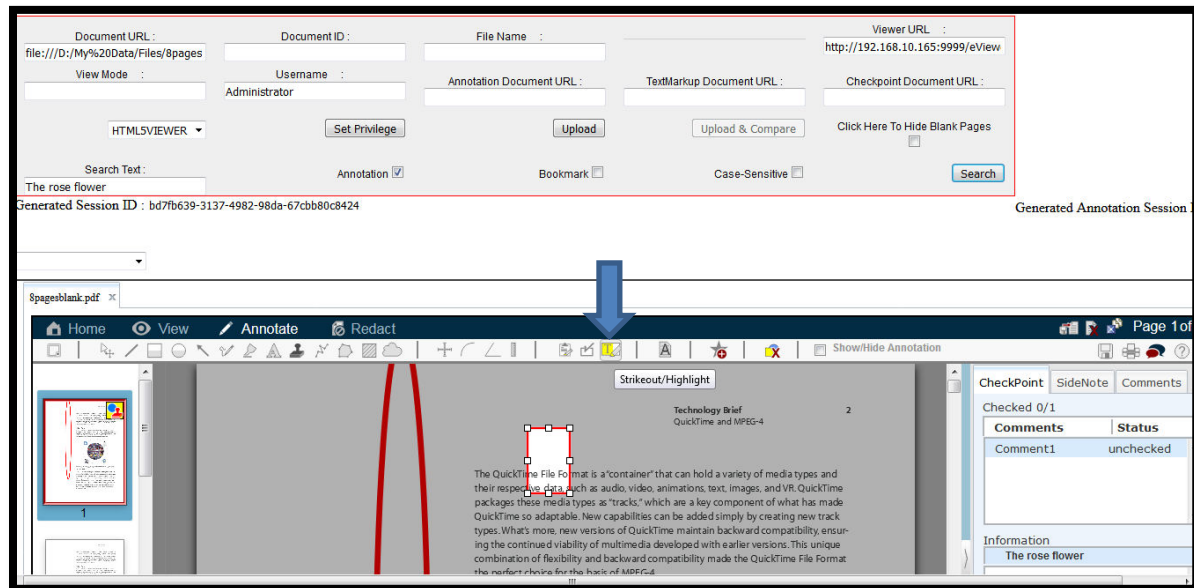 Document URL :
Document ID :
File Name :
Viewer URL :
file:///D:/My%20Data/Files/8pages
http://192.168.10.165:9999/eView
View Mode :
Username :
Annotation Document URL :
TextMarkup Document URL :
Checkpoint Document URL :
Administrator
HTML5VIEWER
Set Privilege
Upload
Upload & Compare
Click Here To Hide Blank Pages
Search Text :
Annotation
Bookmark
Case-Sensitive
Search
The rose flower
Generated Session ID : bd7fb639-3137-4982-98da-67cbb80c8424
Generated Annotation Session I
8pagesblank.pdf
Home View Annotate Redact
Page 1 of
Show/Hide Annotation
Strikeout/Highlight
Technology Brief 2
QuickTime and MPEG-4
The QuickTime File Format is a "container" that can hold a variety of media types and
their respective data, such as audio, video, animations, text, images, and VR. QuickTime
packages these media types as "tracks," which are a key component of what has made
QuickTime so adaptable. New capabilities can be added simply by creating new track
types. What's more, new versions of QuickTime maintain backward compatibility, ensur-
ing the continued viability of multimedia developed with earlier versions. This unique
combination of flexibility and backward compatibility made the QuickTime File Format
the perfect choice for the basis of MPEG-4
1
CheckPoint SideNote Comments
Checked 0/1
Comments Status
Comment1 unchecked
Information
The rose flower